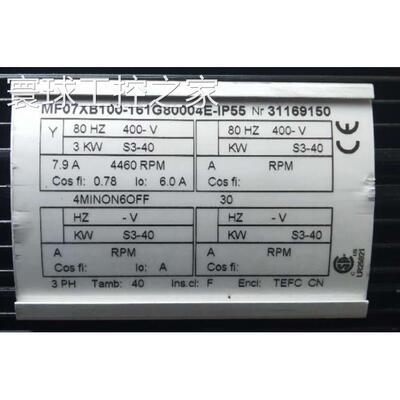 寰球工控之家
MF07XB100-161G80004E-IP55 Nr 31169150
Y 80 HZ 400- V 80 HZ 400- V
3 KW S3-40 KW S3-40
7.9 A 4460 RPM A RPM
Cos fi: 0.78 Io: 6.0 A Cos fi:
4MINON6OFF 30
HZ - V HZ - V
KW S3-40 KW S3-40
A RPM A RPM
Cos fi: Io: A Cos fi:
3 PH Tamb: 40 Ins.cl: F Encl: TEFC CN
CE
LR26621